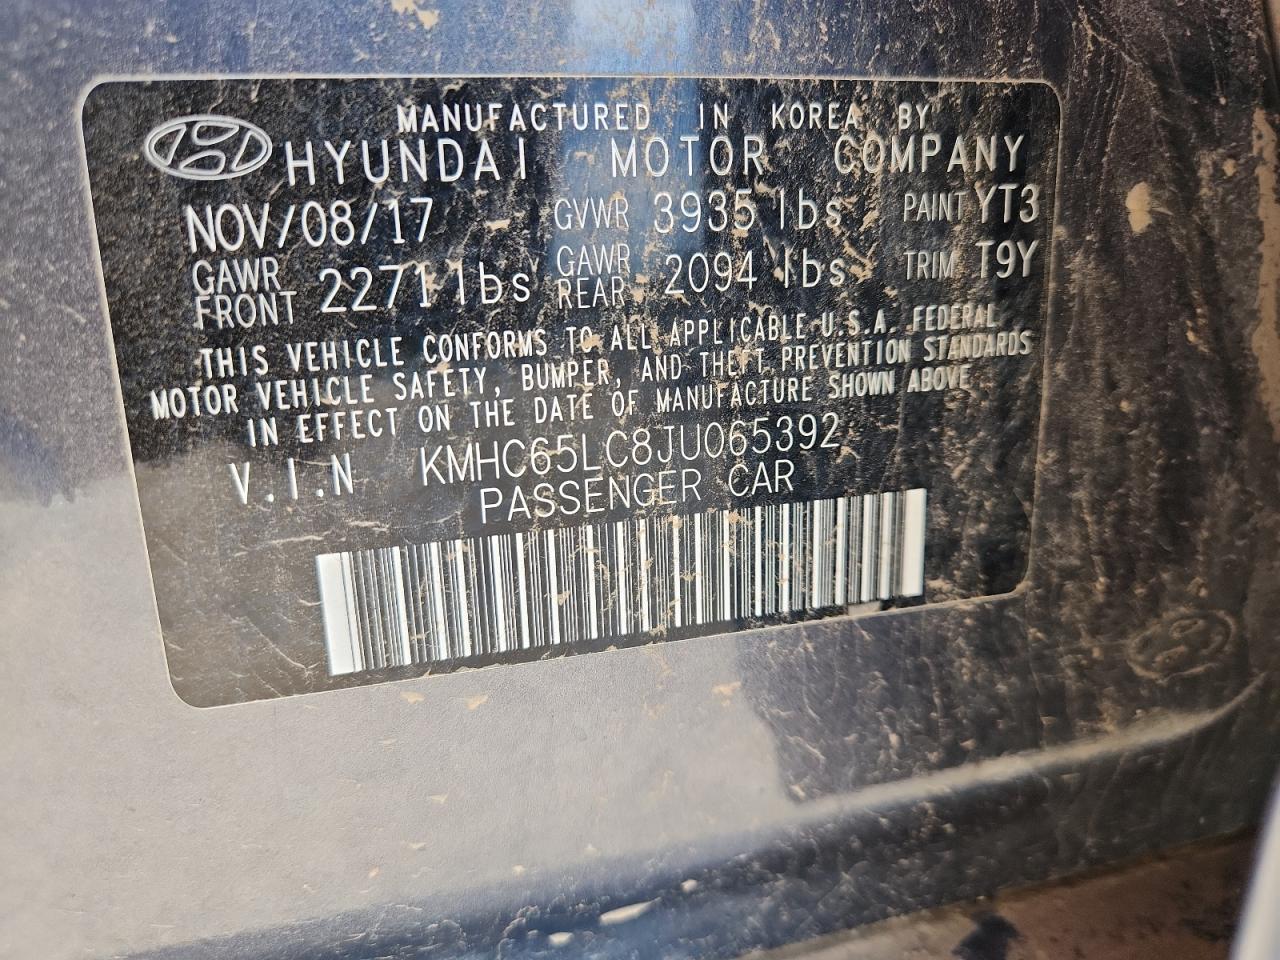 MANUFACTURED IN KOREA BY
HYUNDAI MOTOR COMPANY
NOV/08/17 GVWR 3935 lbs PAINT YT3
GAWR FRONT 2271 lbs GAWR REAR 2094 lbs TRIM T9Y
THIS VEHICLE CONFORMS TO ALL APPLICABLE U.S.A. FEDERAL
MOTOR VEHICLE SAFETY, BUMPER, AND THEFT PREVENTION STANDARDS
IN EFFECT ON THE DATE OF MANUFACTURE SHOWN ABOVE
V.I.N KMHC65LC8JU065392
PASSENGER CAR